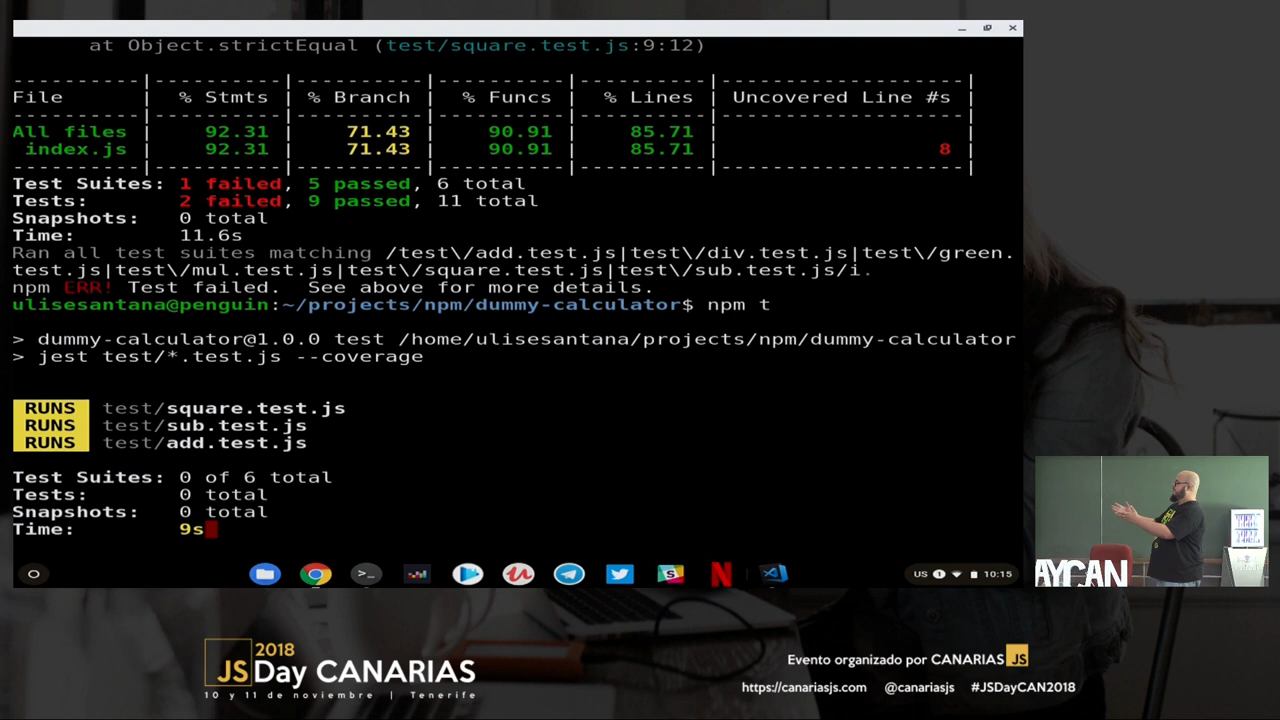 at Object.strictEqual (test/square.test.js:9:12)
File | % Stmts | % Branch | % Funcs | % Lines | Uncovered Line #s |
All files | 92.31 | 71.43 | 90.91 | 85.71 | |
index.js | 92.31 | 71.43 | 90.91 | 85.71 | 8 |
Test Suites: 1 failed, 5 passed, 6 total
Tests: 2 failed, 9 passed, 11 total
Snapshots: 0 total
Time: 11.6s
Ran all test suites matching /test\/add.test.js|test\/div.test.js|test\/green.
test.js|test\/mul.test.js|test\/square.test.js|test\/sub.test.js/i.
npm ERR! Test failed. See above for more details.
ulisesantana@penguin:~/projects/npm/dummy-calculator$ npm t
> dummy-calculator@1.0.0 test /home/ulisesantana/projects/npm/dummy-calculator
> jest test/*.test.js --coverage
RUNS test/square.test.js
RUNS test/sub.test.js
RUNS test/add.test.js
Test Suites: 0 of 6 total
Tests: 0 total
Snapshots: 0 total
Time: 9s
US 1 10:15
AYCAN
2018
JSDay CANARIAS
10 y 11 de noviembre | Tenerife
Evento organizado por CANARIAS JS
https://canariasjs.com @canariasjs #JSDayCAN2018